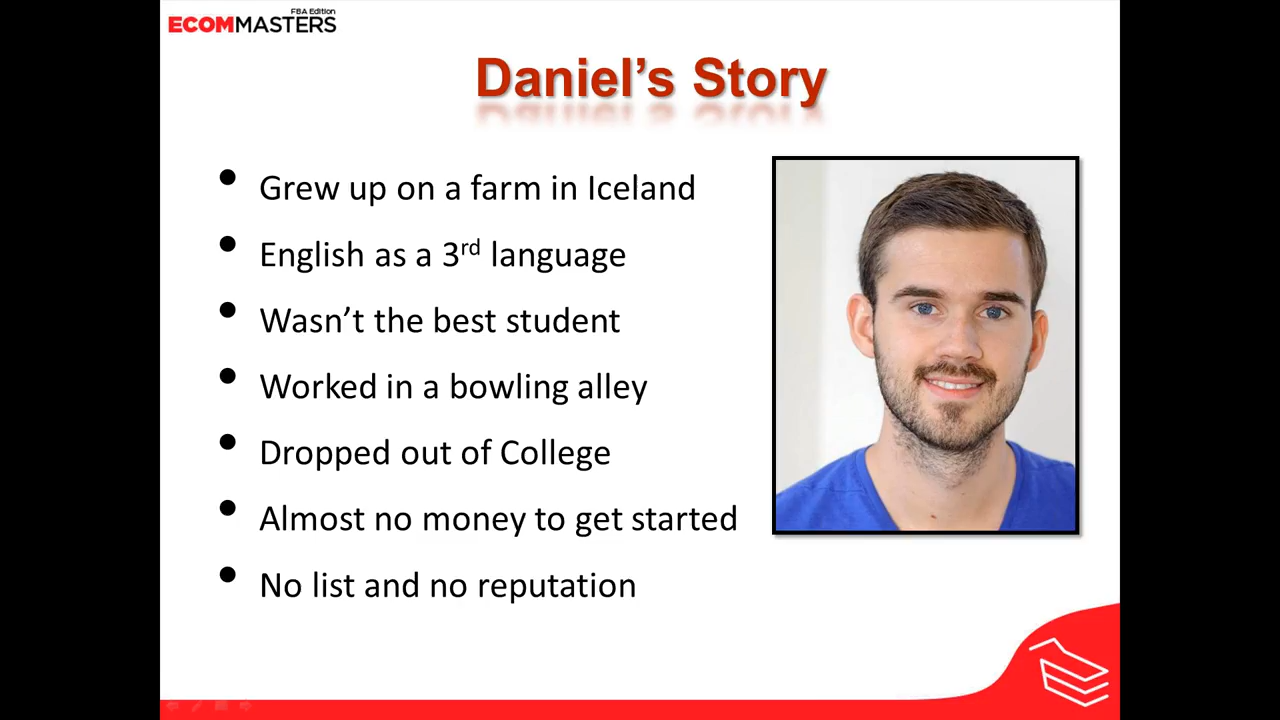 FBA Edition
ECOMMASTERS
Daniel’s Story
• Grew up on a farm in Iceland
• English as a 3rd language
• Wasn’t the best student
• Worked in a bowling alley
• Dropped out of College
• Almost no money to get started
• No list and no reputation